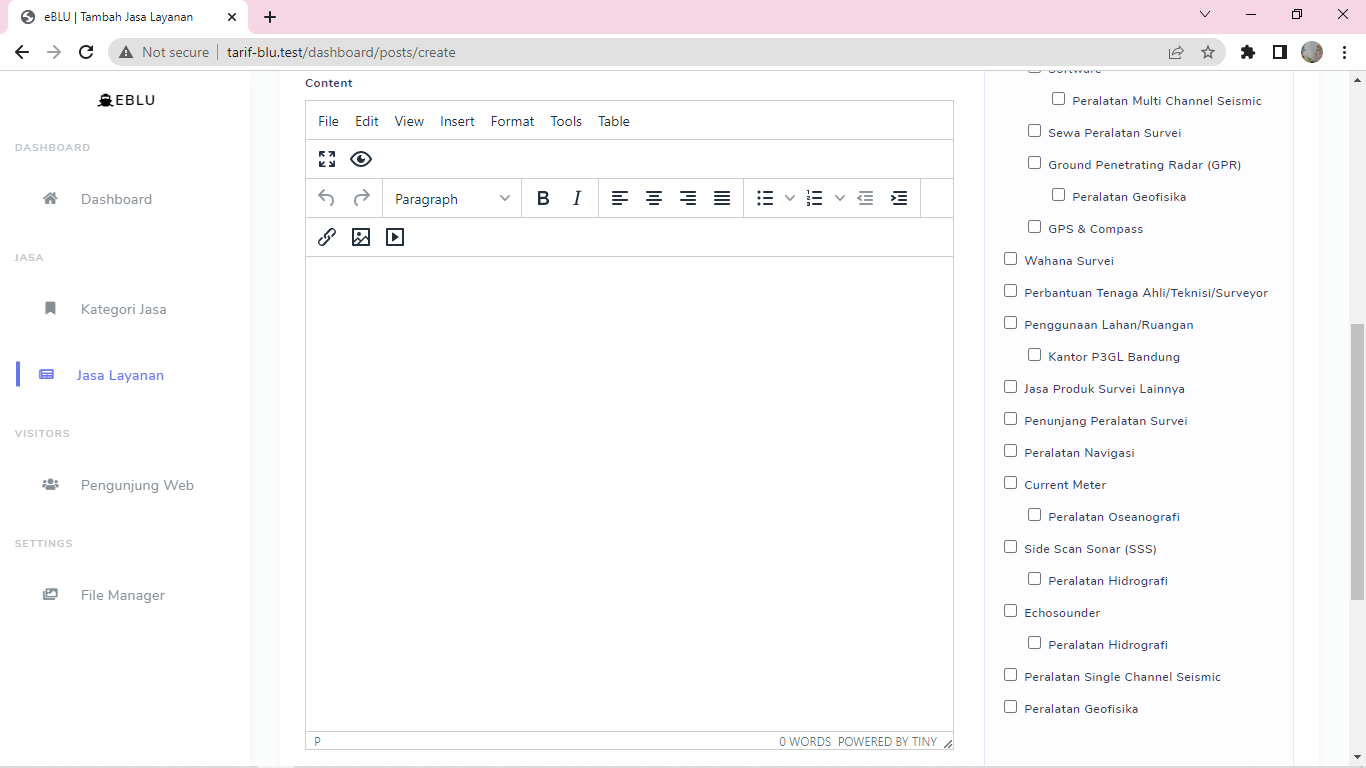 eBLU | Tambah Jasa Layanan
Not secure
tarif-blu.test/dashboard/posts/create
EBLU
DASHBOARD
Dashboard
JASA
Kategori Jasa
Jasa Layanan
VISITORS
Pengunjung Web
SETTINGS
File Manager
Content
File Edit View Insert Format Tools Table
Paragraph B I
P
0 WORDS POWERED BY TINY
Software
Peralatan Multi Channel Seismic
Sewa Peralatan Survei
Ground Penetrating Radar (GPR)
Peralatan Geofisika
GPS & Compass
Wahana Survei
Perbantuan Tenaga Ahli/Teknisi/Surveyor
Penggunaan Lahan/Ruangan
Kantor P3GL Bandung
Jasa Produk Survei Lainnya
Penunjang Peralatan Survei
Peralatan Navigasi
Current Meter
Peralatan Oseanografi
Side Scan Sonar (SSS)
Peralatan Hidrografi
Echosounder
Peralatan Hidrografi
Peralatan Single Channel Seismic
Peralatan Geofisika